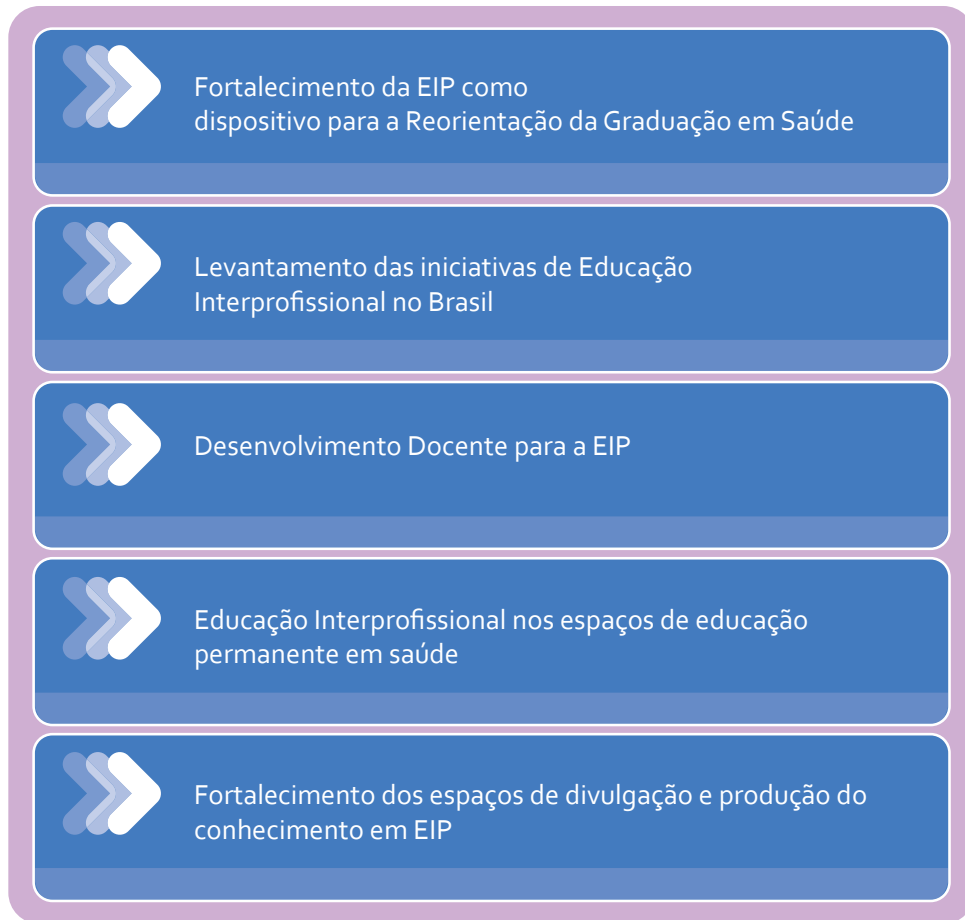 Fortalecimento da EIP como
dispositivo para a Reorientação da Graduação em Saúde
Levantamento das iniciativas de Educação
Interprofissional no Brasil
Desenvolvimento Docente para a EIP
Educação Interprofissional nos espaços de educação
permanente em saúde
Fortalecimento dos espaços de divulgação e produção do
conhecimento em EIP